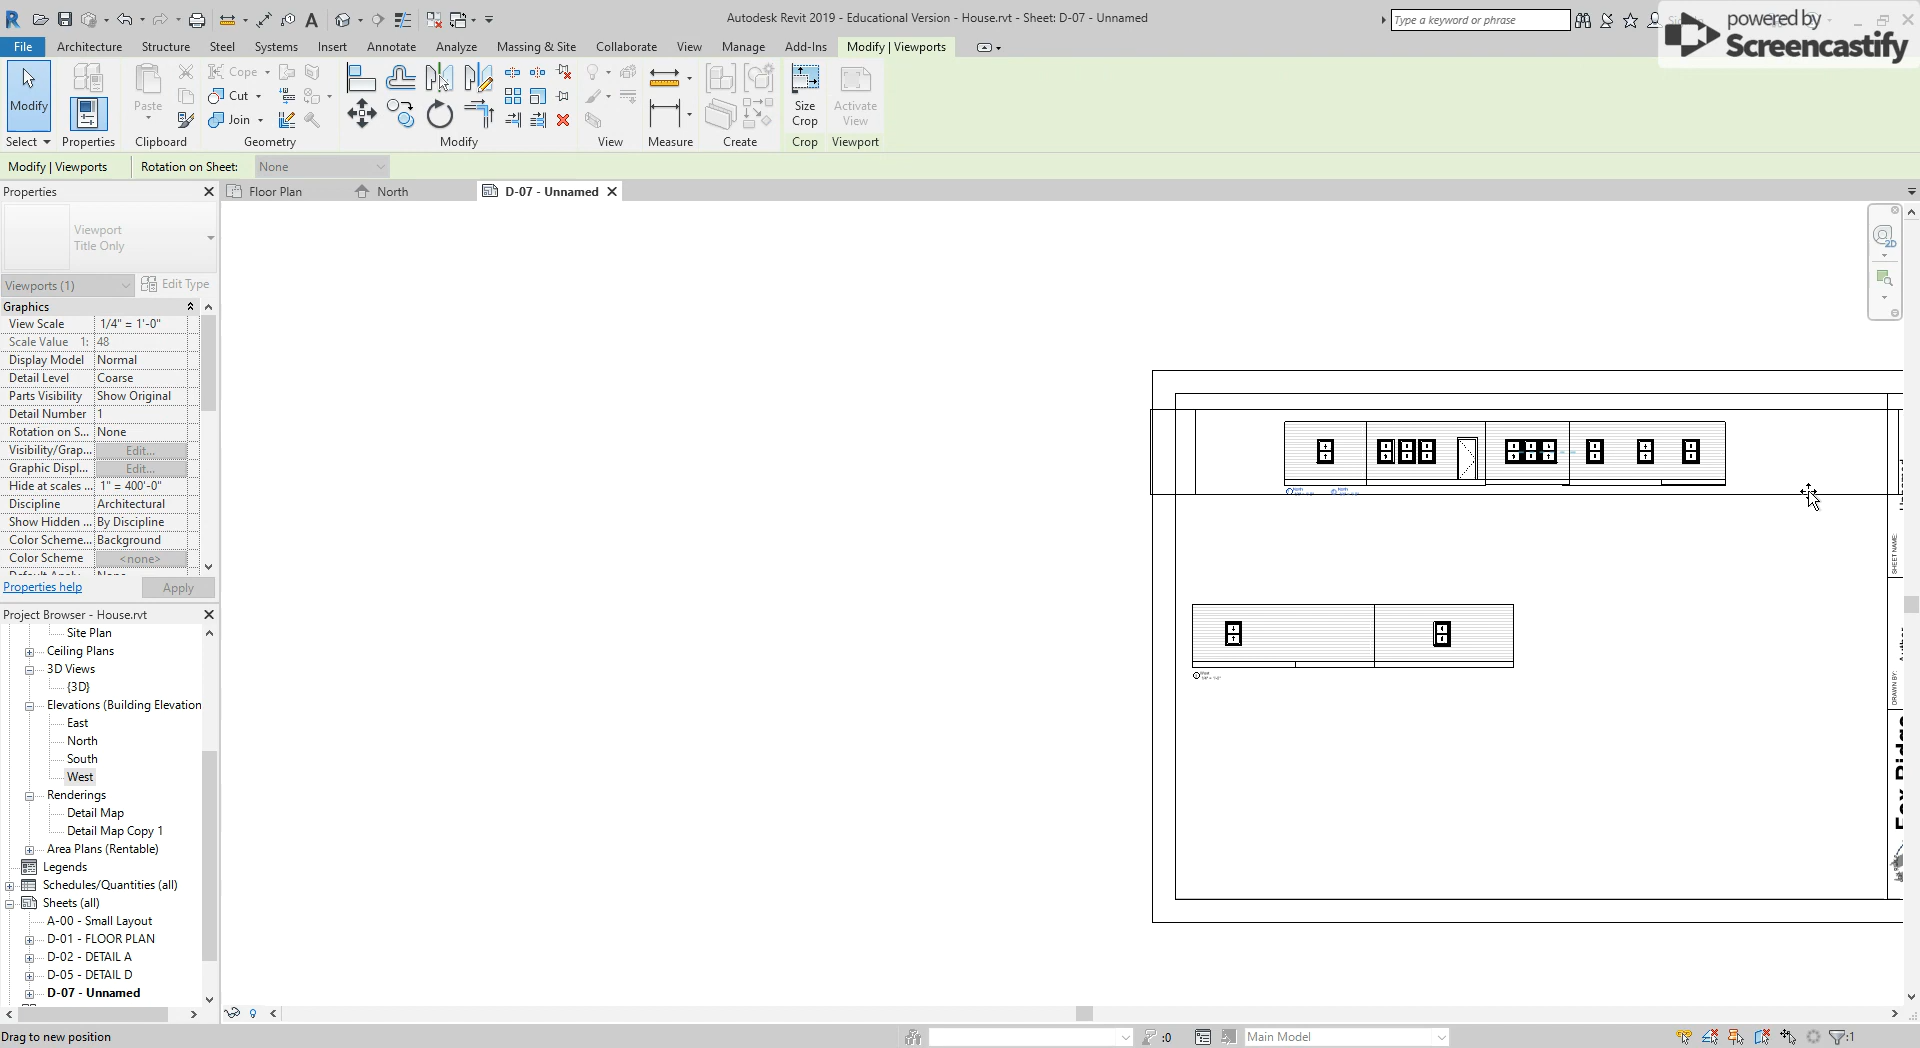 Autodesk Revit 2019 - Educational Version - House.rvt - Sheet: D-07 - Unnamed
Type a keyword or phrase
powered by
Screencastify
File Architecture Structure Steel Systems Insert Annotate Analyze Massing & Site Collaborate View Manage Add-Ins Modify | Viewports
Modify
Paste
Cope
Cut
Join
Size
Crop
Activate
View
Select Properties Clipboard Geometry Modify View Measure Create Crop Viewport
Modify | Viewports Rotation on Sheet: None
Properties
Floor Plan North D-07 - Unnamed
Viewport
Title Only
Viewports (1) Edit Type
Graphics
View Scale 1/4" = 1'-0"
Scale Value 1: 48
Display Model Normal
Detail Level Coarse
Parts Visibility Show Original
Detail Number 1
Rotation on S... None
Visibility/Grap... Edit...
Graphic Displ... Edit...
Hide at scales ... 1" = 400'-0"
Discipline Architectural
Show Hidden ... By Discipline
Color Scheme... Background
Color Scheme <none>
Properties help Apply
Project Browser - House.rvt
Site Plan
Ceiling Plans
3D Views
{3D}
Elevations (Building Elevation
East
North
South
West
Renderings
Detail Map
Detail Map Copy 1
Area Plans (Rentable)
Legends
Schedules/Quantities (all)
Sheets (all)
A-00 - Small Layout
D-01 - FLOOR PLAN
D-02 - DETAIL A
D-05 - DETAIL D
D-07 - Unnamed
2D
SHEET NAME:
DRAWN BY:
Drag to new position
:0
Main Model
:1